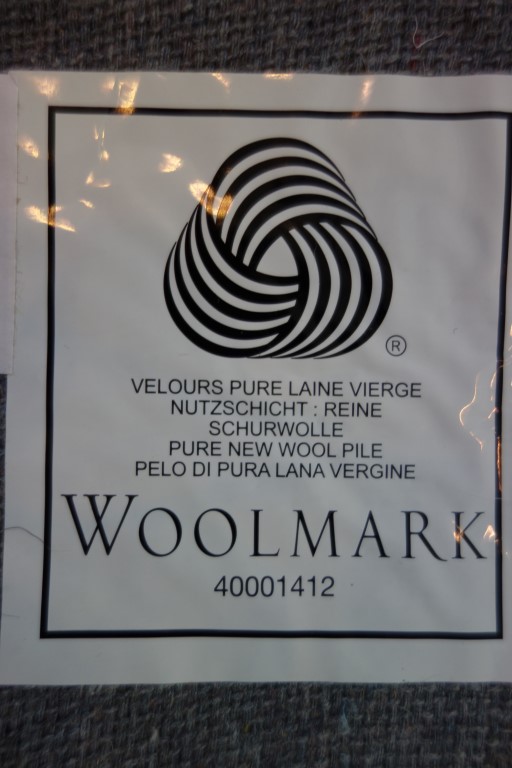 ®
VELOURS PURE LAINE VIERGE
NUTZSCHICHT : REINE
SCHURWOLLE
PURE NEW WOOL PILE
PELO DI PURA LANA VERGINE
WOOLMARK
40001412